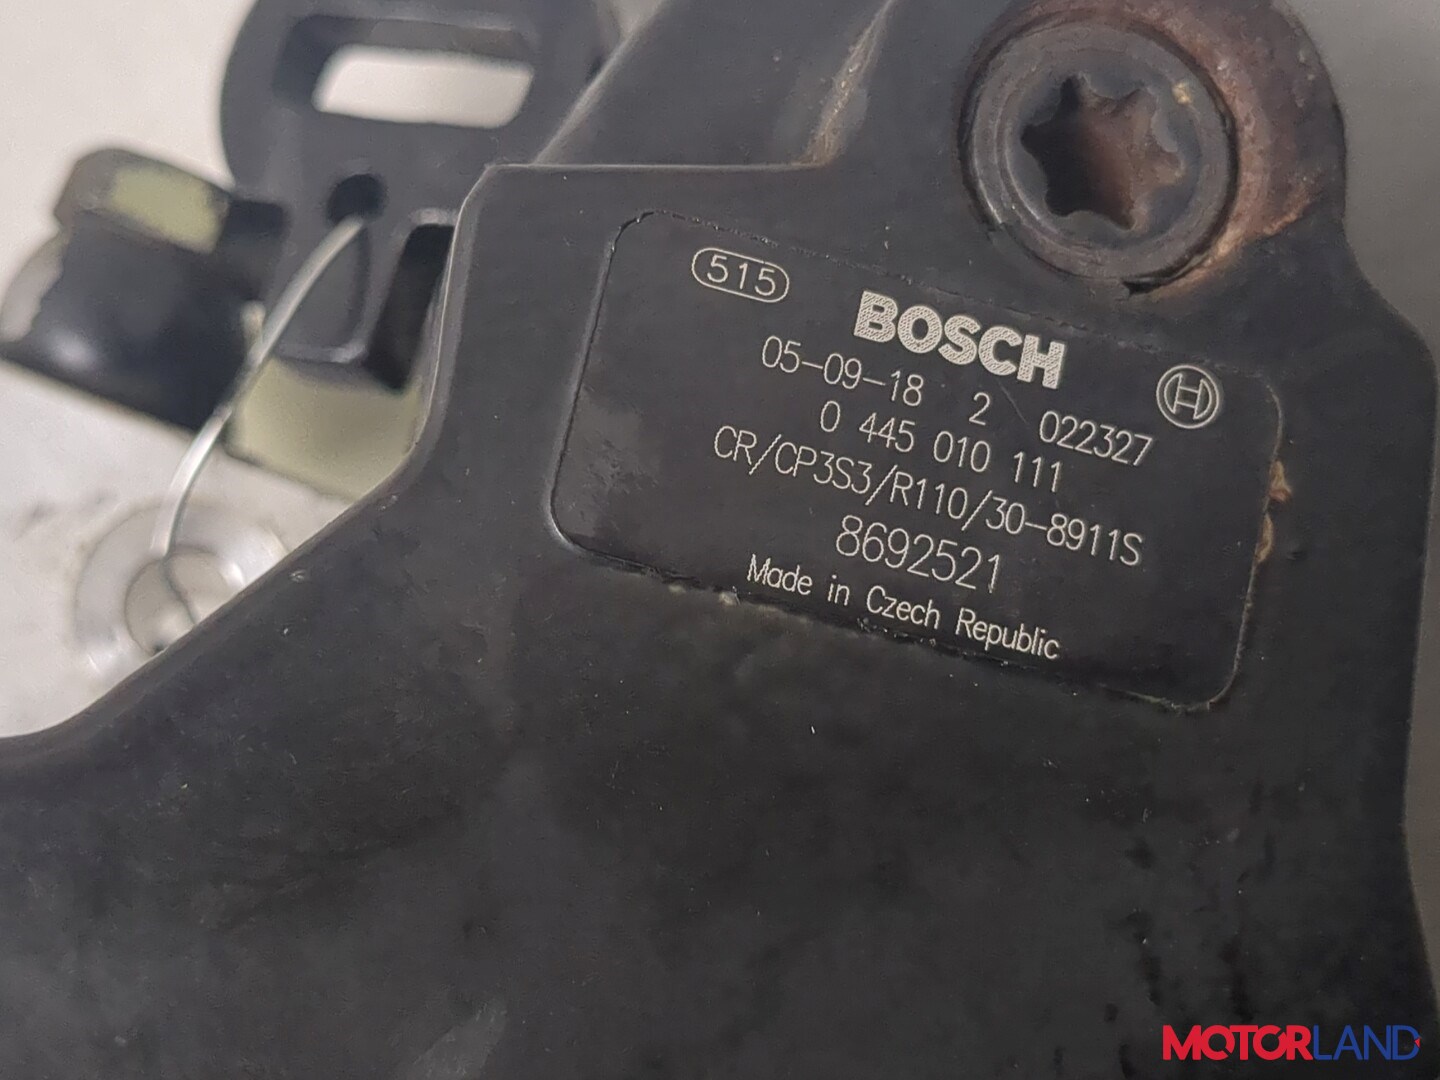 515
BOSCH
05-09-18 2 022327
0 445 010 111
CR/CP3S3/R110/30-8911S
8692521
Made in Czech Republic
MOTORLAND